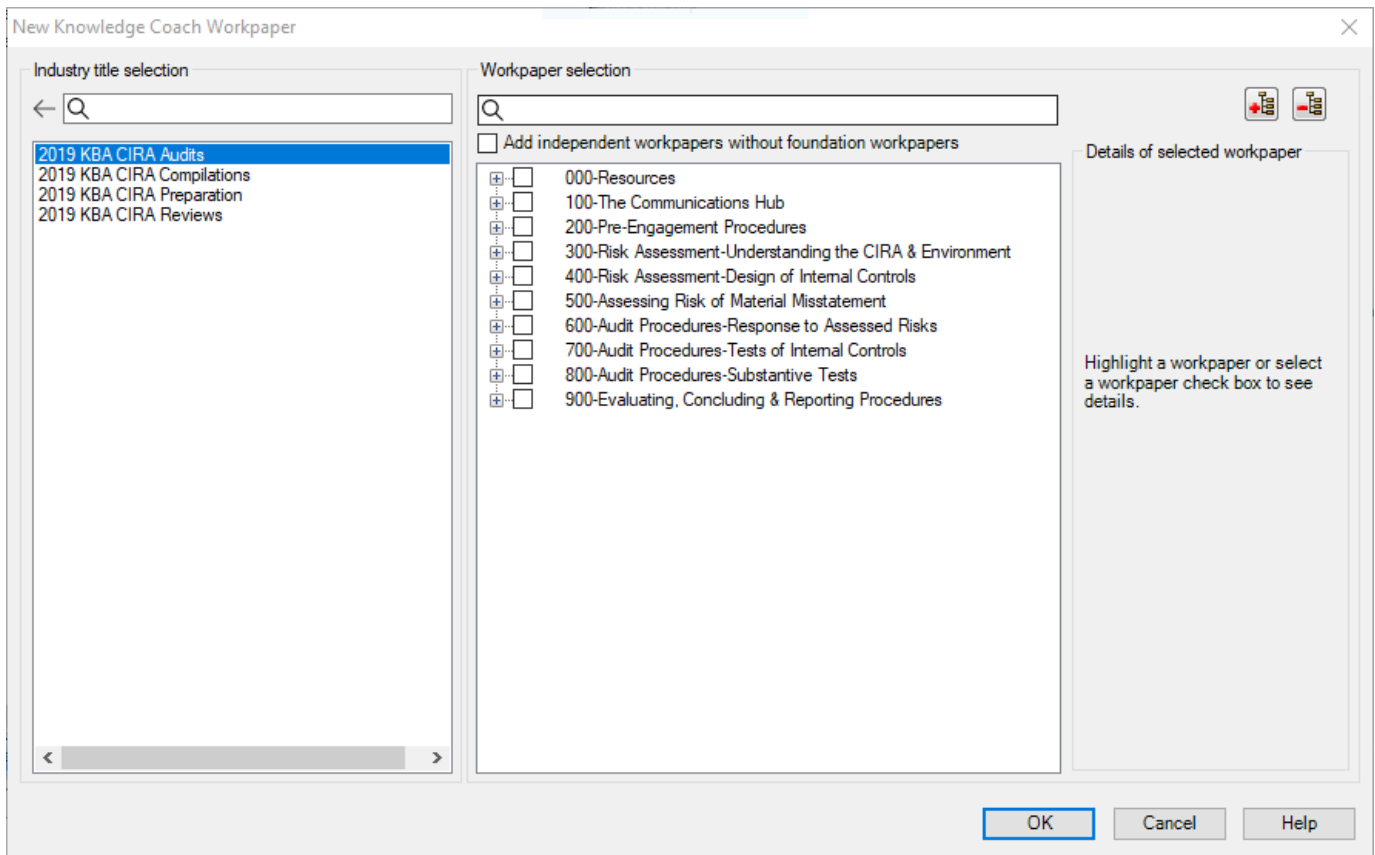 New Knowledge Coach Workpaper
Industry title selection
2019 KBA CIRA Audits
2019 KBA CIRA Compilations
2019 KBA CIRA Preparation
2019 KBA CIRA Reviews
Workpaper selection
Add independent workpapers without foundation workpapers
000-Resources
100-The Communications Hub
200-Pre-Engagement Procedures
300-Risk Assessment-Understanding the CIRA & Environment
400-Risk Assessment-Design of Internal Controls
500-Assessing Risk of Material Misstatement
600-Audit Procedures-Response to Assessed Risks
700-Audit Procedures-Tests of Internal Controls
800-Audit Procedures-Substantive Tests
900-Evaluating, Concluding & Reporting Procedures
Details of selected workpaper
Highlight a workpaper or select
a workpaper check box to see
details.
OK
Cancel
Help